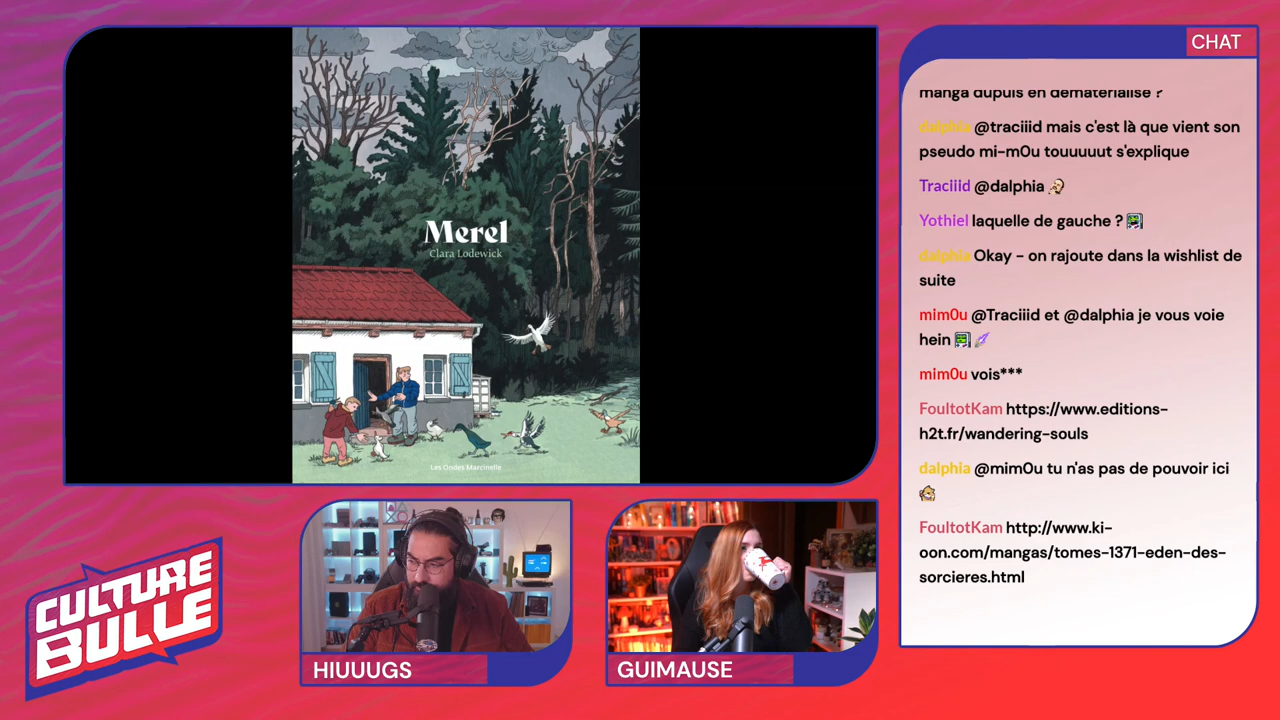 CHAT
manga dupuis en dématérialisé ?
dalphia @traciiid mais c'est là que vient son
pseudo mi-m0u touuuuut s'explique
Traciiid @dalphia
Yothiel laquelle de gauche ?
dalphia Okay - on rajoute dans la wishlist de
suite
mim0u @Traciiid et @dalphia je vous voie
hein
mim0u vois***
FoultotKam https://www.editions-
h2t.fr/wandering-souls
dalphia @mim0u tu n'as pas de pouvoir ici
FoultotKam http://www.ki-
oon.com/mangas/tomes-1371-eden-des-
sorcieres.html
Merel
Clara Lodewick
Les Ondes Marcinelle
CULTURE
BULLE
HIUUUGS
GUIMAUSE